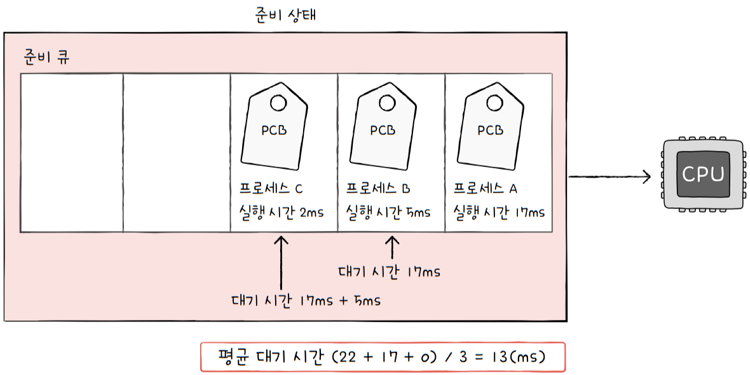 준비 상태
준비 큐
PCB
PCB
PCB
프로세스 C
실행 시간 2ms
프로세스 B
실행 시간 5ms
프로세스 A
실행 시간 17ms
CPU
대기 시간 17ms
대기 시간 17ms + 5ms
평균 대기 시간 (22 + 17 + 0) / 3 = 13(ms)